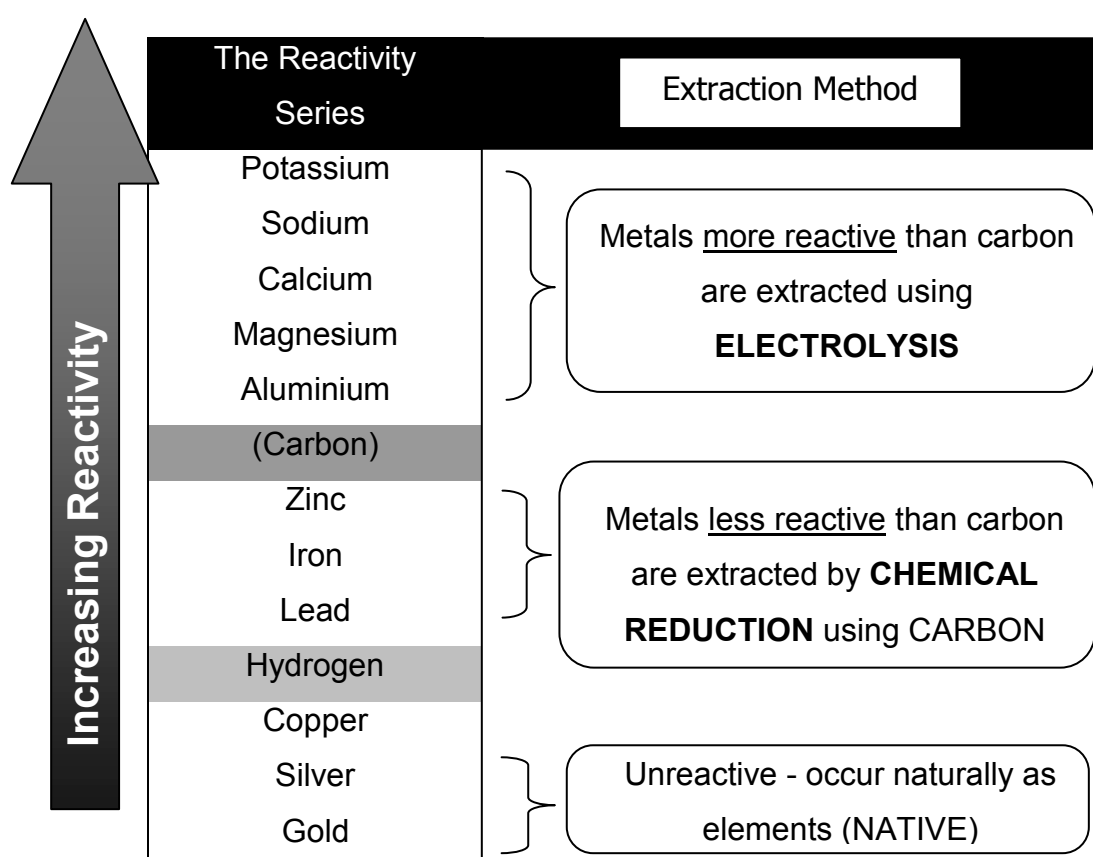 The Reactivity
Series
Extraction Method
Increasing Reactivity
Potassium
Sodium
Calcium
Magnesium
Aluminium
(Carbon)
Zinc
Iron
Lead
Hydrogen
Copper
Silver
Gold
Metals more reactive than carbon
are extracted using
ELECTROLYSIS
Metals less reactive than carbon
are extracted by CHEMICAL
REDUCTION using CARBON
Unreactive - occur naturally as
elements (NATIVE)